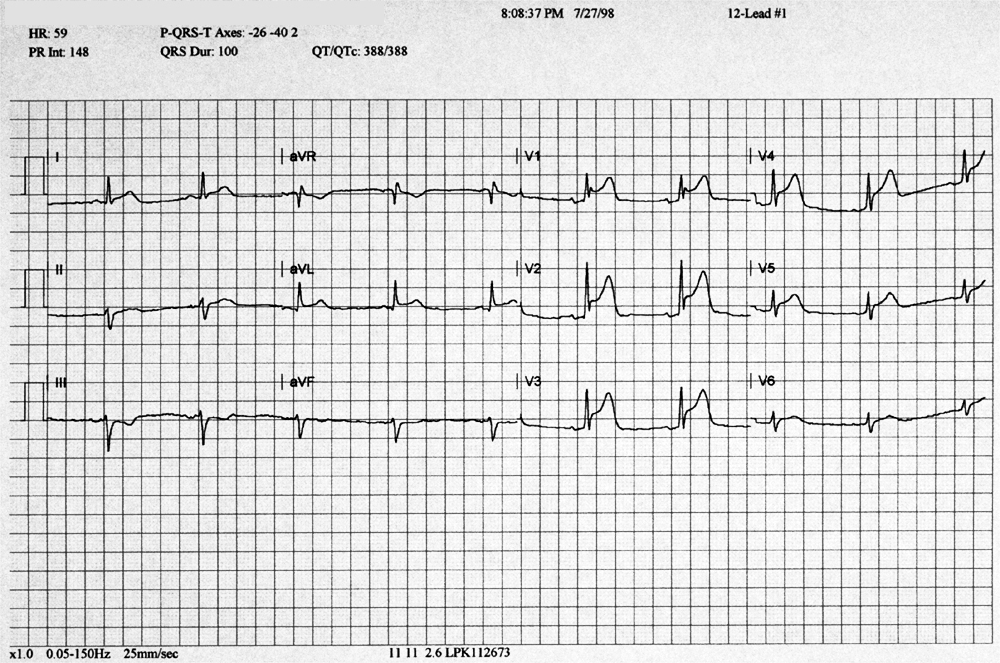 8:08:37 PM 7/27/98 12-Lead #1
HR: 59 P-QRS-T Axes: -26 -40 2
PR Int: 148 QRS Dur: 100 QT/QTc: 388/388
I aVR V1 V4
II aVL V2 V5
III aVF V3 V6
x1.0 0.05-150Hz 25mm/sec 11 11 2.6 LPK112673